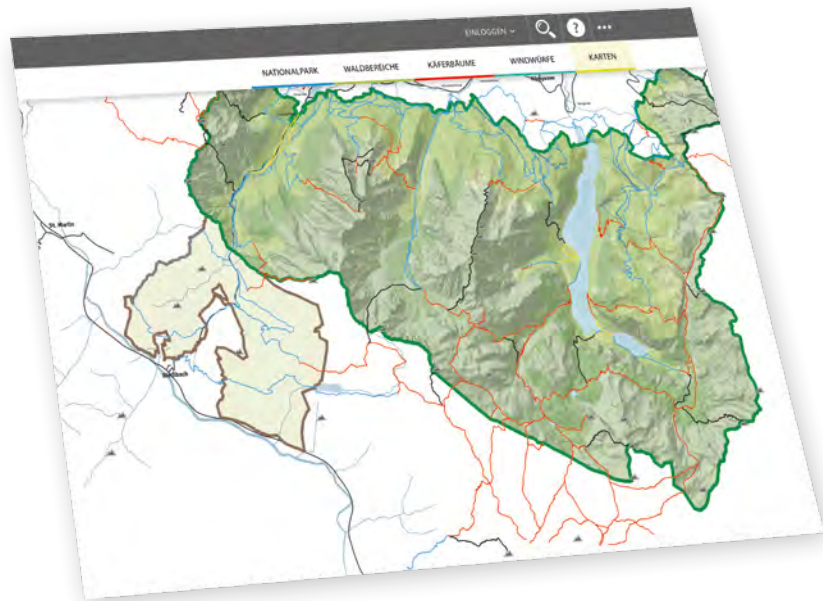 EINLOGGEN
?
NATIONALPARK
WALDBEREICHE
KÄFERBÄUME
WINDWÜRFE
KARTEN
St. Martin